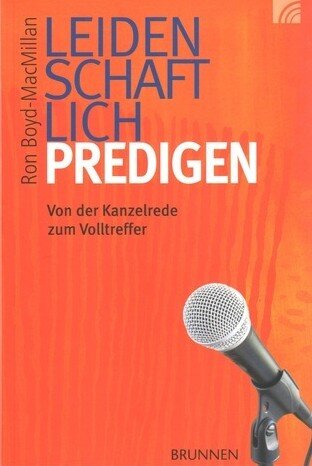 Ron Boyd-MacMillan
LEIDEN
SCHAFT
LICH
PREDIGEN
Von der Kanzelrede
zum Volltreffer
BRUNNEN